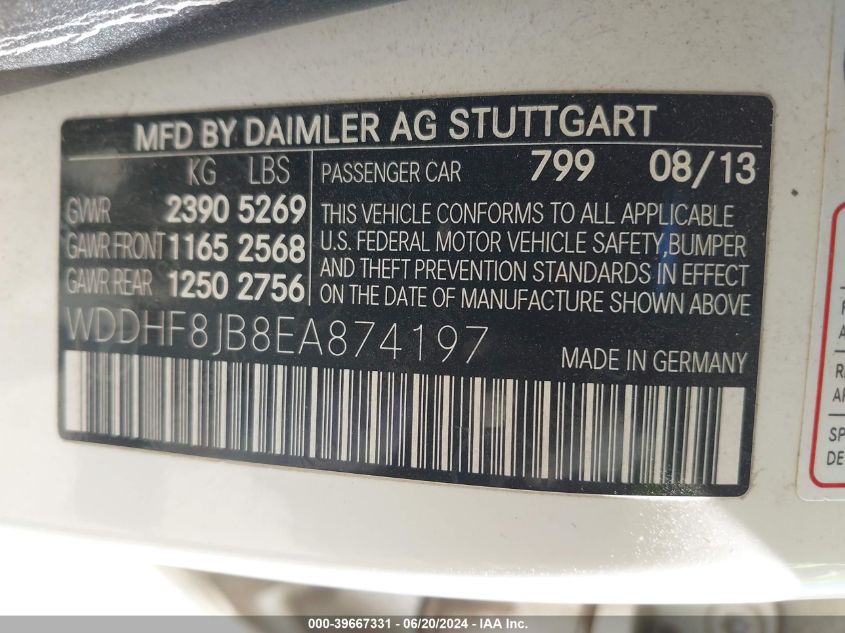 MFD BY DAIMLER AG STUTTGART
KG LBS
GVWR 2390 5269
GAWR FRONT 1165 2568
GAWR REAR 1250 2756
PASSENGER CAR 799 08/13
THIS VEHICLE CONFORMS TO ALL APPLICABLE
U.S. FEDERAL MOTOR VEHICLE SAFETY,BUMPER
AND THEFT PREVENTION STANDARDS IN EFFECT
ON THE DATE OF MANUFACTURE SHOWN ABOVE
WDDHF8JB8EA874197
MADE IN GERMANY
000-39667331 / 06/20/2024 - IAA Inc.